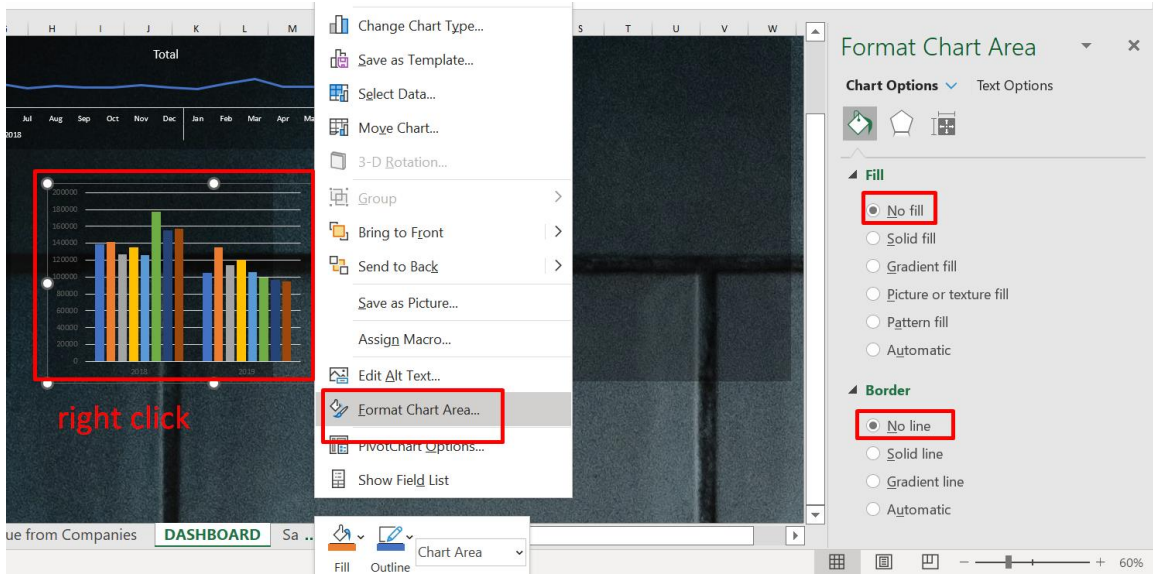 H I J K L M S T U V W
Total
Jul Aug Sep Oct Nov Dec Jan Feb Mar Apr
2018
200000
180000
160000
140000
120000
100000
80000
60000
40000
20000
0
2018 2019
right click
Change Chart Type...
Save as Template...
Select Data...
Move Chart...
3-D Rotation...
Group
Bring to Front
Send to Back
Save as Picture...
Assign Macro...
Edit Alt Text...
Format Chart Area...
PivotChart Options...
Show Field List
Fill Outline Chart Area
Format Chart Area
Chart Options Text Options
Fill
No fill
Solid fill
Gradient fill
Picture or texture fill
Pattern fill
Automatic
Border
No line
Solid line
Gradient line
Automatic
ue from Companies DASHBOARD Sa ..
60%